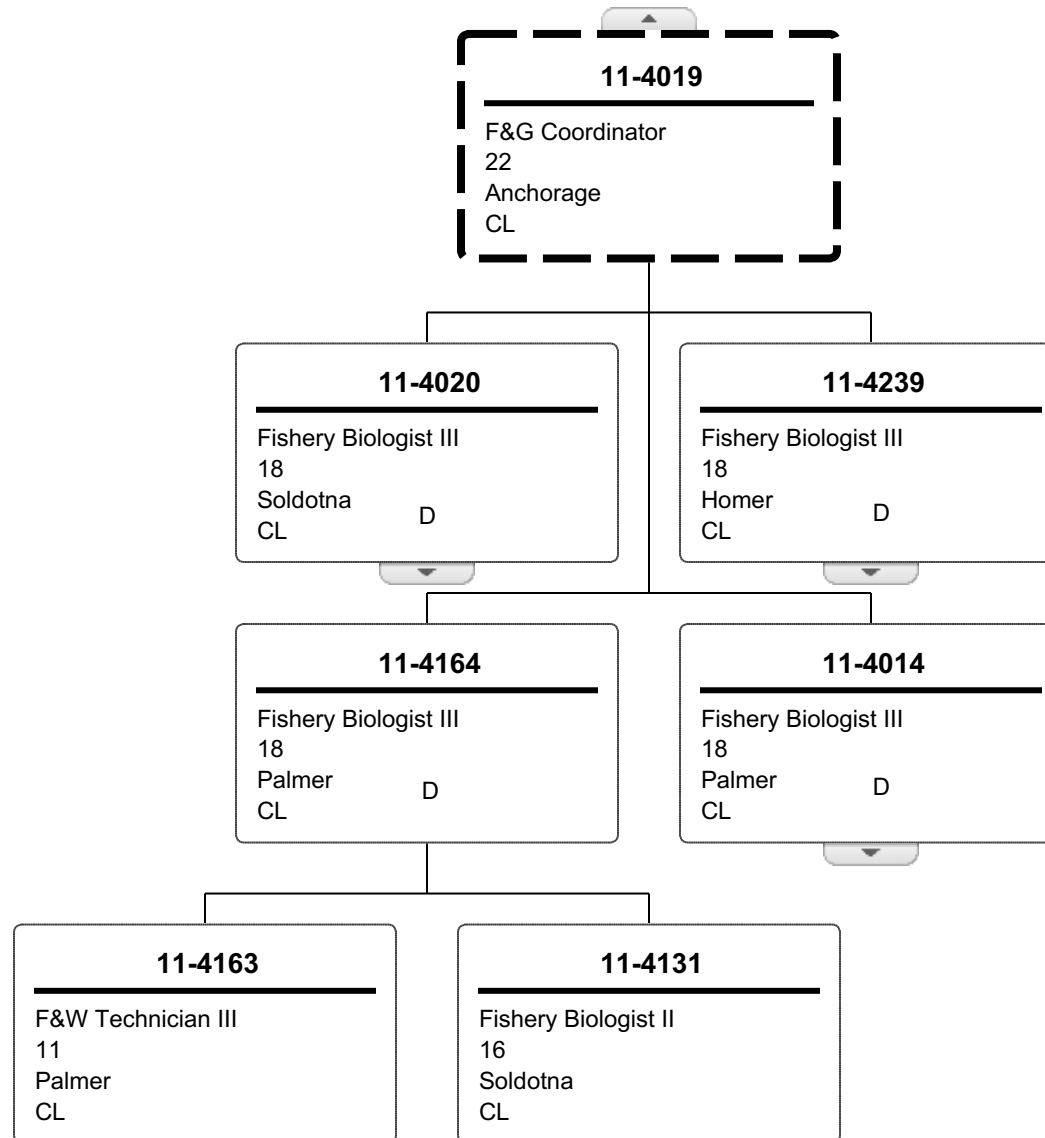 11-4019
F&G Coordinator
22
Anchorage
CL
11-4020
Fishery Biologist III
18
Soldotna
CL
D
11-4239
Fishery Biologist III
18
Homer
CL
D
11-4164
Fishery Biologist III
18
Palmer
CL
D
11-4014
Fishery Biologist III
18
Palmer
CL
D
11-4163
F&W Technician III
11
Palmer
CL
11-4131
Fishery Biologist II
16
Soldotna
CL